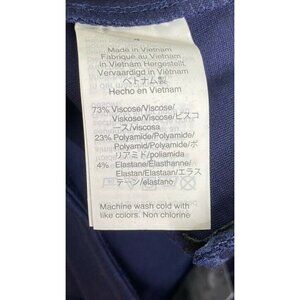 Made in Vietnam
Fabriqué au Vietnam
in Vietnam Hergestellt
Vervaardigd in Vietnam
ベトナム製
Hecho en Vietnam
73% Viscose/Viscose/
Viskose/Viscose/ビスコ
ース/viscosa
23% Polyamide/Polyamide/
Polyamid/Polyamide/ポ
リアミド/poliamida
4% Elastane/Élasthanne/
Elastan/Elastaan/エラス
テーン/elastano
Machine wash cold with
like colors. Non chlorine